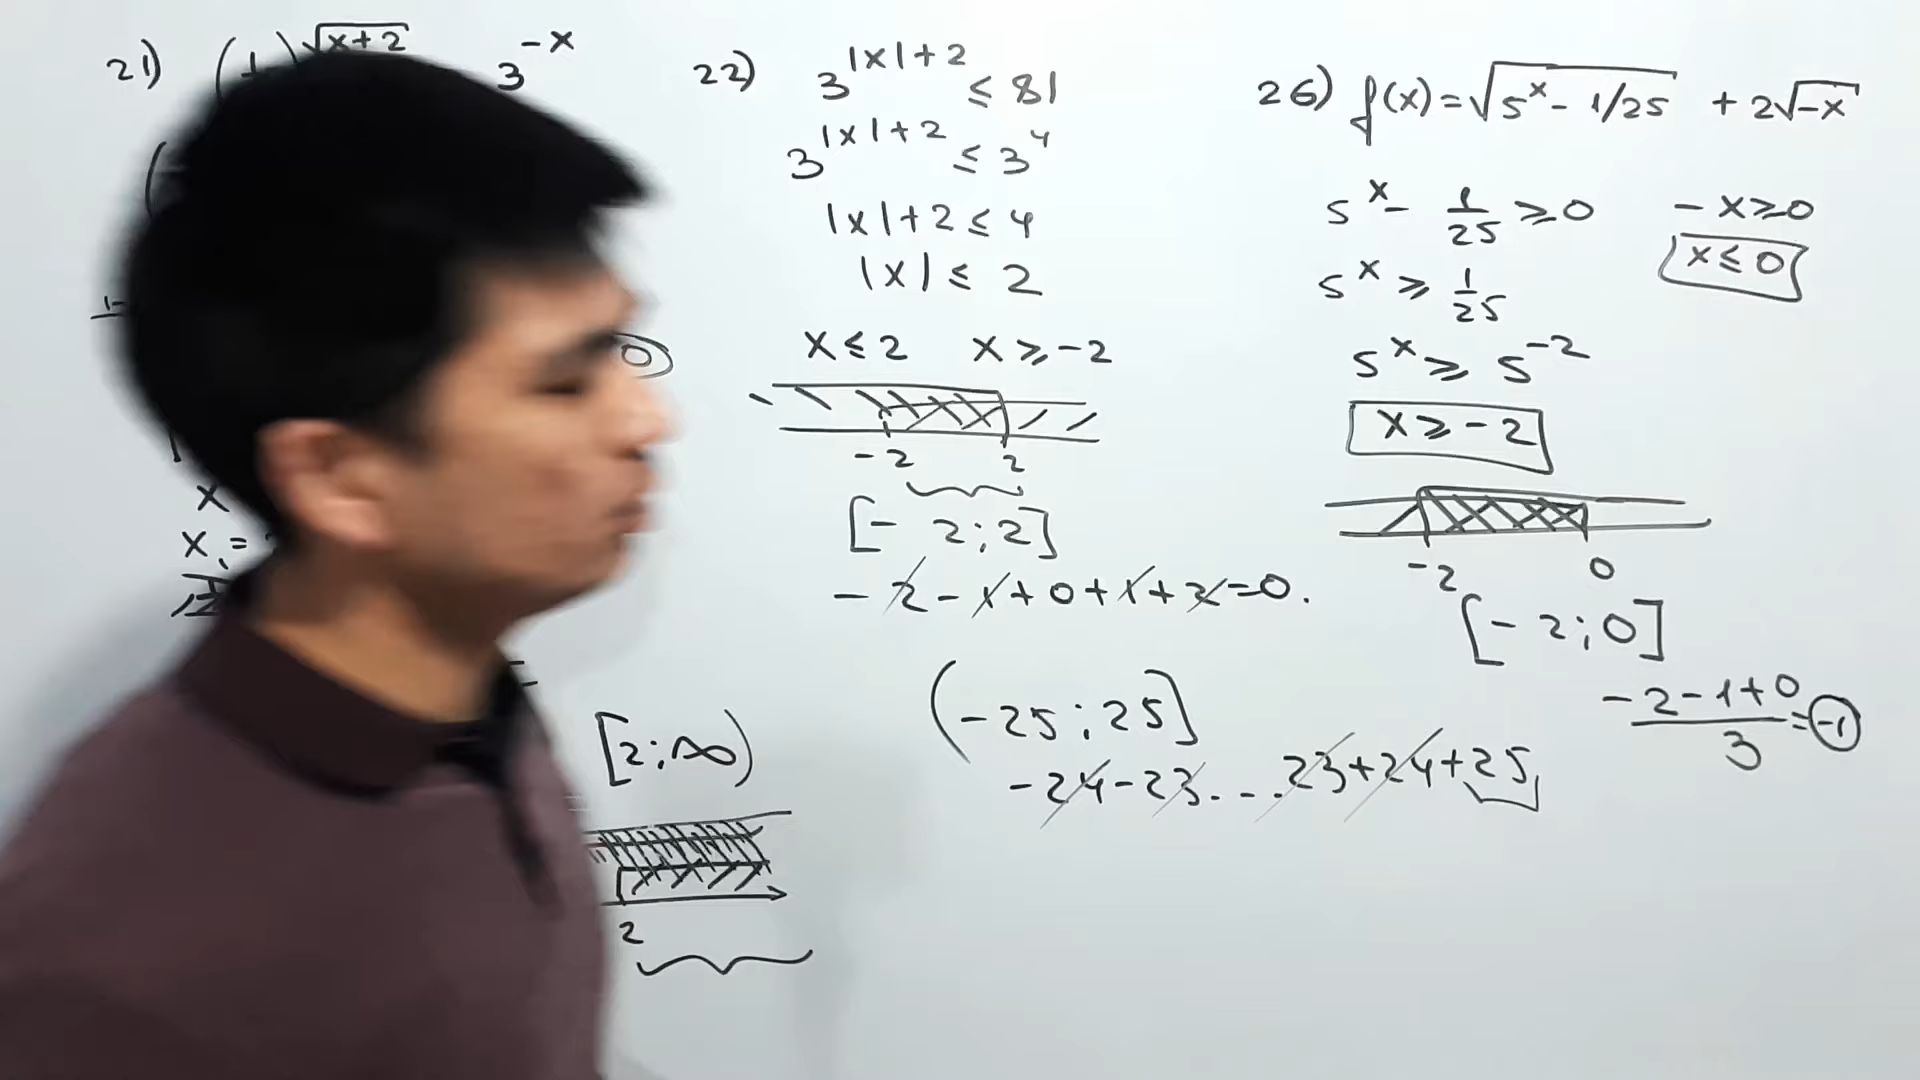 21) (1 √x+2 3^-x
x
x₁ =
[2;∞)
2
22) 3^|x|+2 ≤ 81
3^|x|+2 ≤ 3^4
|x|+2 ≤ 4
|x| ≤ 2
x ≤ 2 x ≥ -2
-2 2
[-2;2]
-2-1+0+1+2=0.
(-25;25]
-24-23...23+24+25
26) f(x)=√5^x - 1/25 + 2√-x
5^x - 1/25 ≥ 0 -x≥0
x≤0
5^x ≥ 1/25
5^x ≥ 5^-2
x ≥ -2
-2 0
[-2;0]
-2-1+0/3 = -1